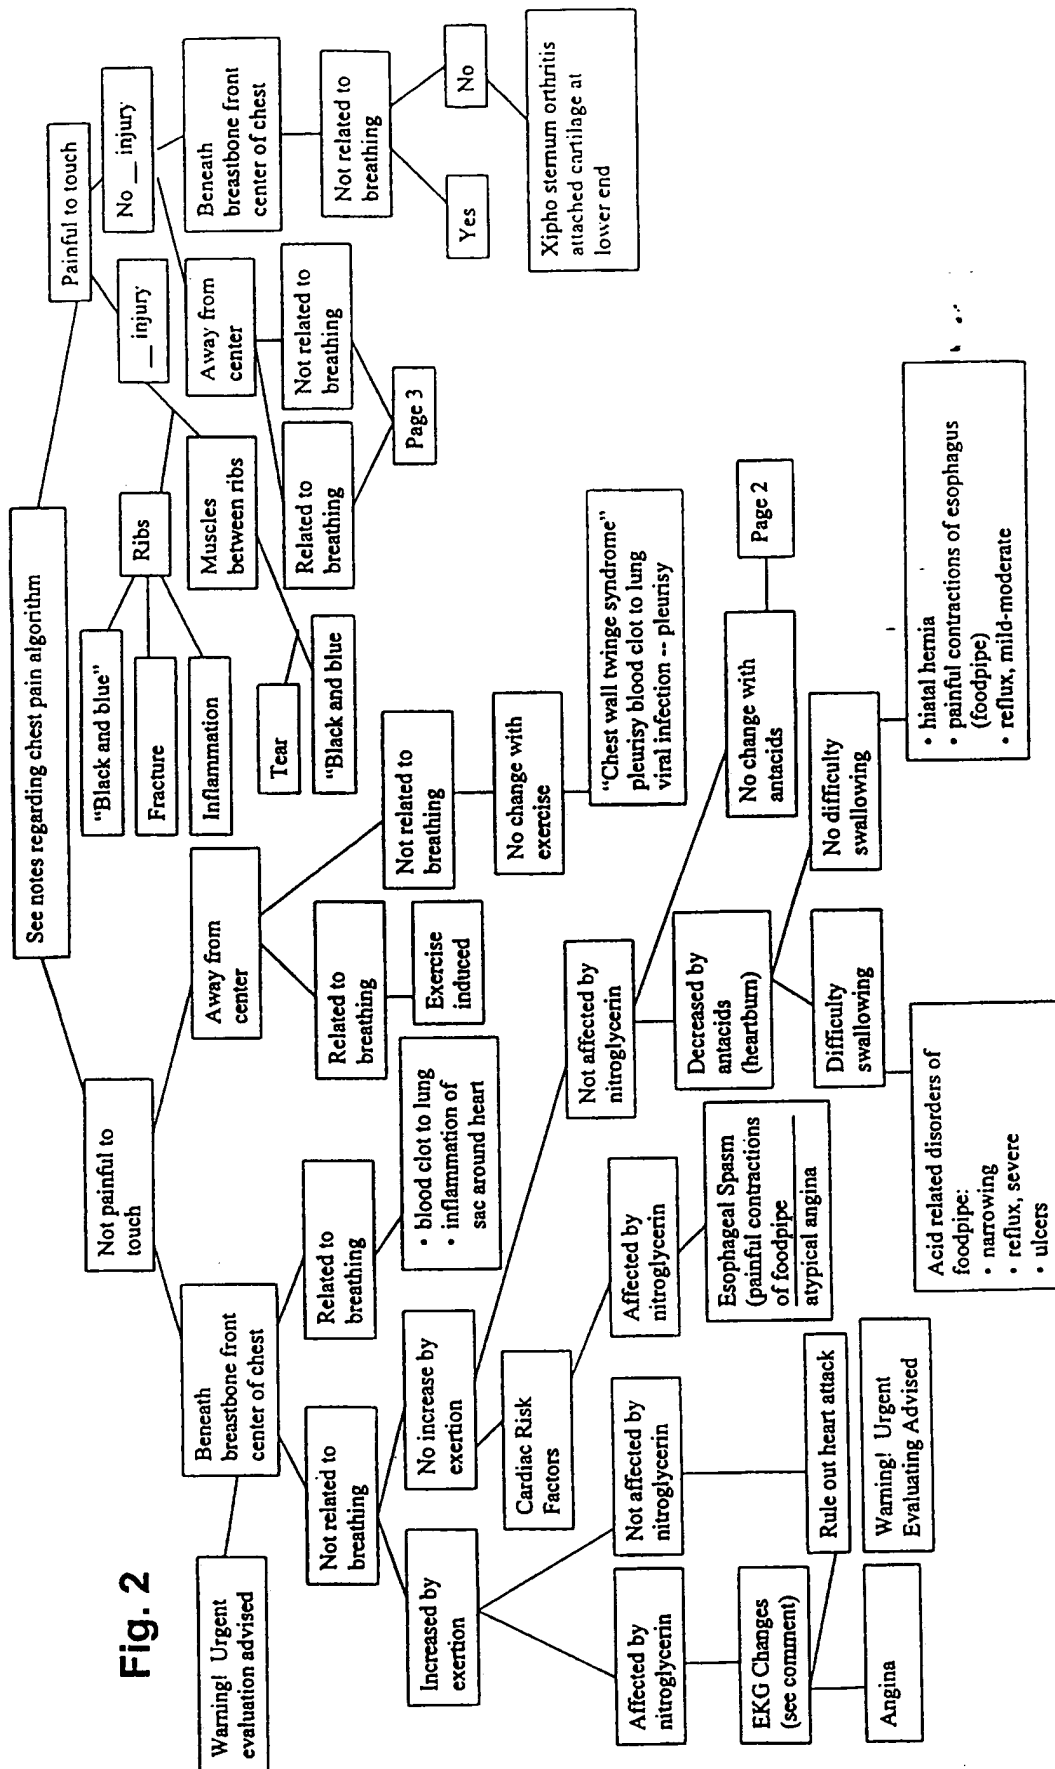 Fig. 2
See notes regarding chest pain algorithm
Not painful to
touch
Painful to touch
Warning! Urgent
evaluation advised
Beneath
breastbone front
center of chest
Away from
center
"Black and blue"
Fracture
Inflammation
Ribs
__ injury
No __ injury
Muscles
between ribs
Tear
"Black and blue
Away from
center
Beneath
breastbone front
center of chest
Related to
breathing
Not related to
breathing
Page 3
Not related to
breathing
Yes
No
Xipho sternum orthritis
attached cartilage at
lower end
Not related to
breathing
Related to
breathing
• blood clot to lung
• inflammation of
sac around heart
Related to
breathing
Exercise
induced
Not related to
breathing
No change with
exercise
"Chest wall twinge syndrome"
pleurisy blood clot to lung
viral infection -- pleurisy
Increased by
exertion
No increase by
exertion
Cardiac Risk
Factors
Affected by
nitroglycerin
Not affected by
nitroglycerin
Affected by
nitroglycerin
Not affected by
nitroglycerin
EKG Changes
(see comment)
Angina
Rule out heart attack
Warning! Urgent
Evaluating Advised
Esophageal Spasm
(painful contractions
of foodpipe
atypical angina
Decreased by
antacids
(heartburn)
No change with
antacids
Page 2
Difficulty
swallowing
No difficulty
swallowing
Acid related disorders of
foodpipe:
• narrowing
• reflux, severe
• ulcers
• hiatal hernia
• painful contractions of esophagus
(foodpipe)
• reflux, mild-moderate